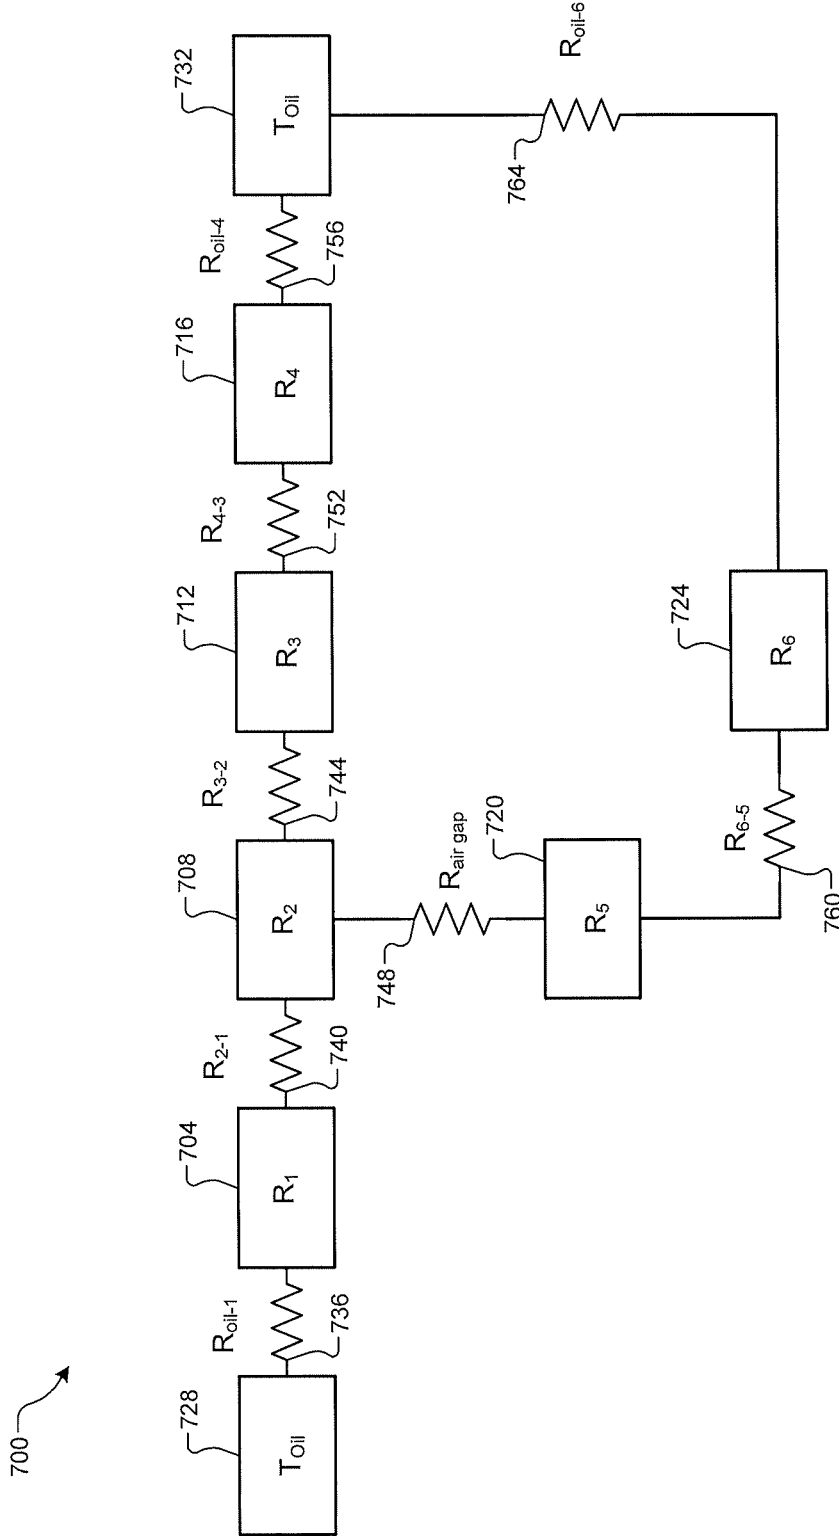 700
728
T_Oil
R_oil-1
736
704
R_1
R_2-1
740
708
R_2
R_3-2
744
712
R_3
R_4-3
752
716
R_4
R_oil-4
756
732
T_Oil
748
R_air gap
720
R_5
760
R_6-5
724
R_6
764
R_oil-6